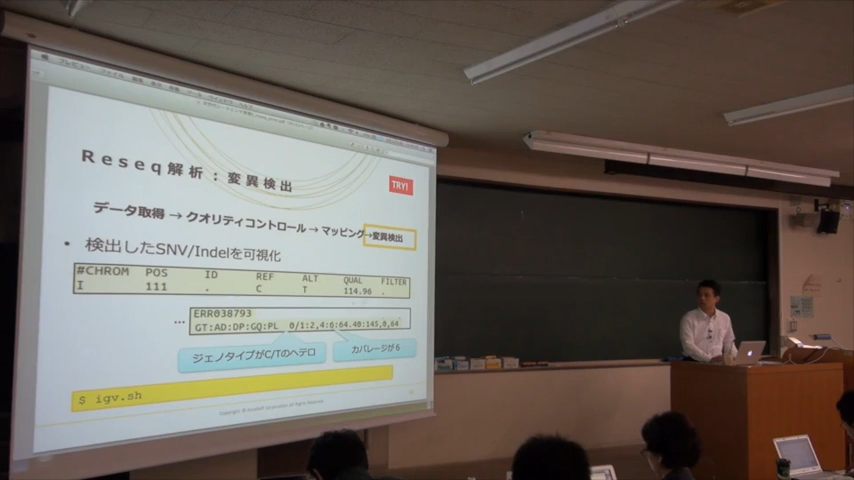 Reseq解析：変異検出
TRY!
データ取得→クオリティコントロール→マッピング→変異検出
• 検出したSNV/Indelを可視化
#CHROM POS ID REF ALT QUAL FILTER
I 111 . C T 114.96 .
… ERR038793
GT:AD:DP:GQ:PL 0/1:2,4:6:64.40:145,0,64
ジェノタイプがC/Tのヘテロ
カバレージが6
$ igv.sh